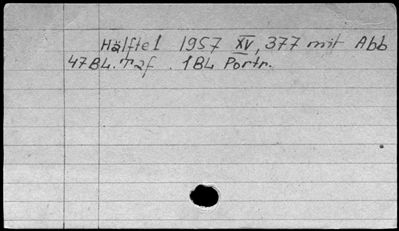 Hälfte 1 1957 XV, 377 mit Abb
47 BL. Taf. 1 BL Portr.